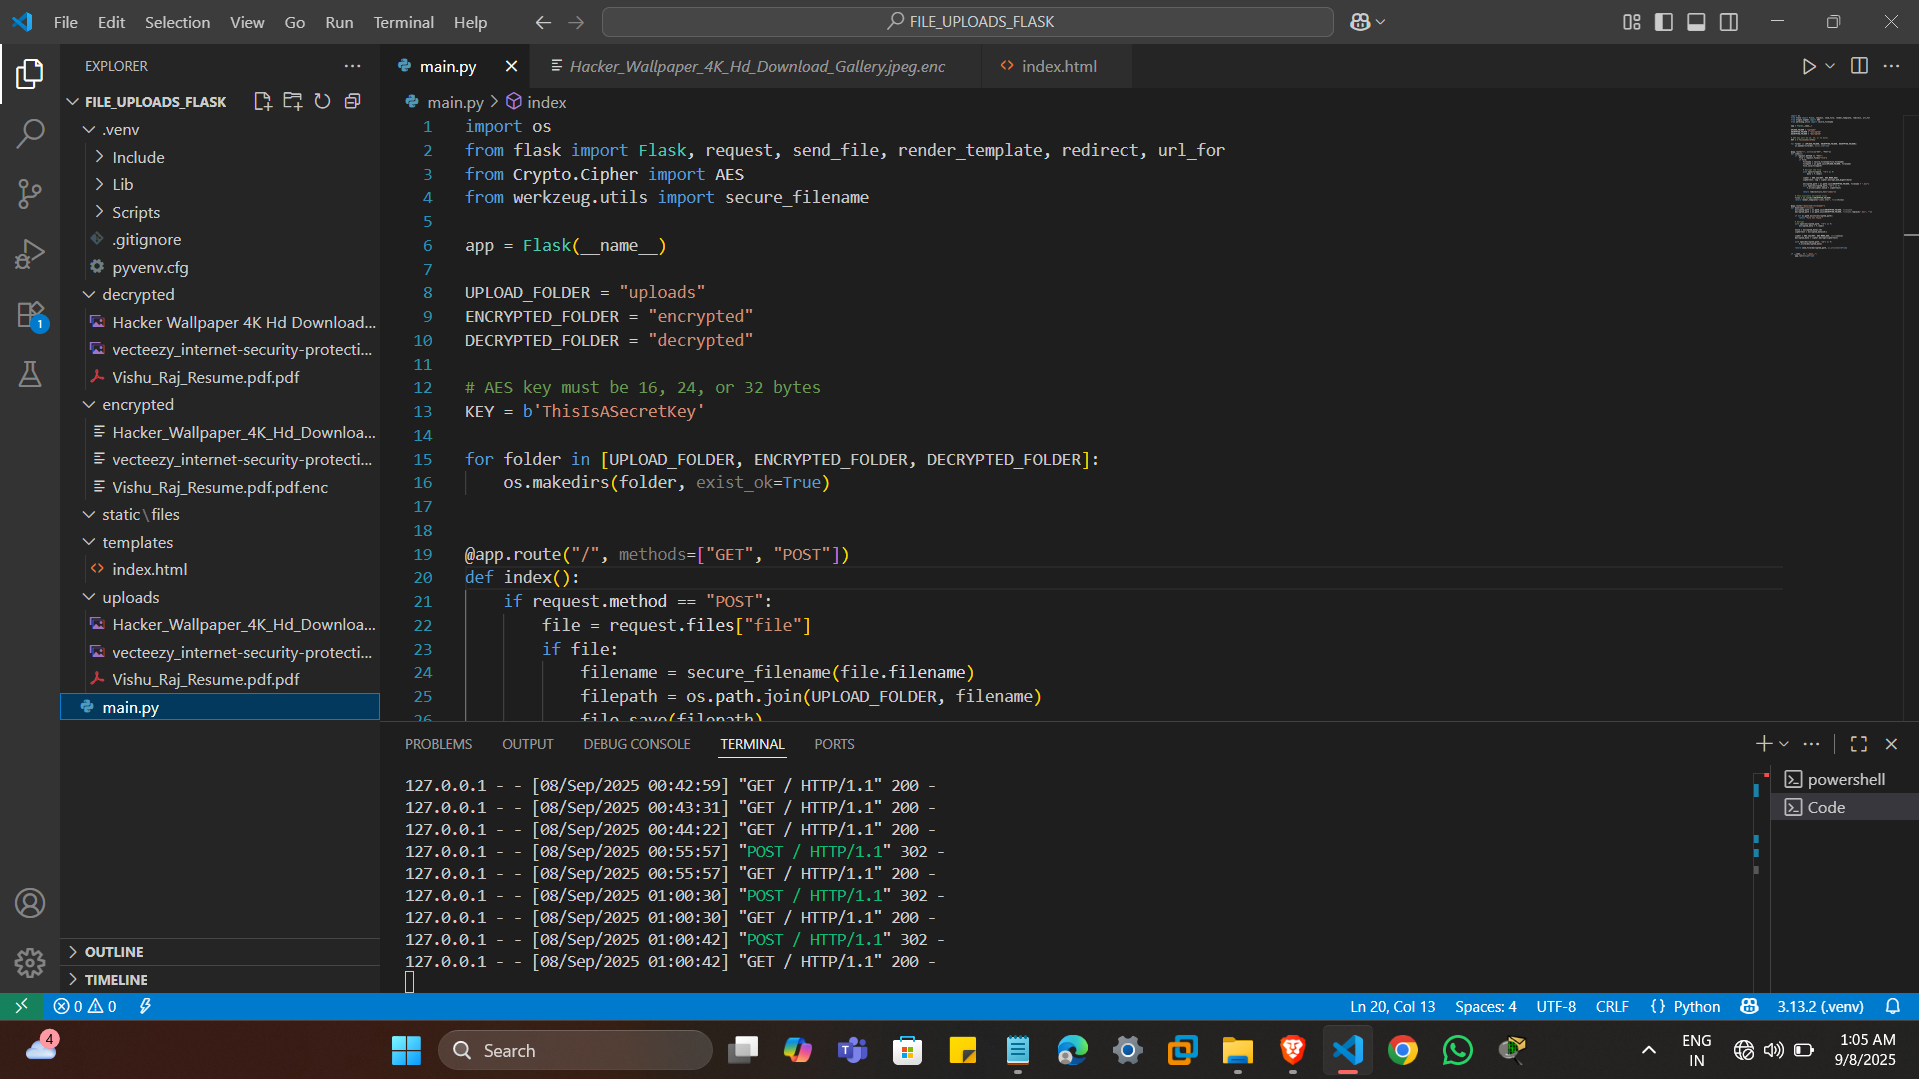 File Edit Selection View Go Run Terminal Help
FILE_UPLOADS_FLASK
EXPLORER
FILE_UPLOADS_FLASK
.venv
Include
Lib
Scripts
.gitignore
pyvenv.cfg
decrypted
Hacker Wallpaper 4K Hd Download...
vecteezy_internet-security-protecti...
Vishu_Raj_Resume.pdf.pdf
encrypted
Hacker_Wallpaper_4K_Hd_Downloa...
vecteezy_internet-security-protecti...
Vishu_Raj_Resume.pdf.pdf.enc
static\files
templates
index.html
uploads
Hacker_Wallpaper_4K_Hd_Downloa...
vecteezy_internet-security-protecti...
Vishu_Raj_Resume.pdf.pdf
main.py
OUTLINE
TIMELINE
1
main.py Hacker_Wallpaper_4K_Hd_Download_Gallery.jpeg.enc index.html
main.py > index
1 import os
2 from flask import Flask, request, send_file, render_template, redirect, url_for
3 from Crypto.Cipher import AES
4 from werkzeug.utils import secure_filename
5
6 app = Flask(__name__)
7
8 UPLOAD_FOLDER = "uploads"
9 ENCRYPTED_FOLDER = "encrypted"
10 DECRYPTED_FOLDER = "decrypted"
11
12 # AES key must be 16, 24, or 32 bytes
13 KEY = b'ThisIsASecretKey'
14
15 for folder in [UPLOAD_FOLDER, ENCRYPTED_FOLDER, DECRYPTED_FOLDER]:
16 os.makedirs(folder, exist_ok=True)
17
18
19 @app.route("/", methods=["GET", "POST"])
20 def index():
21 if request.method == "POST":
22 file = request.files["file"]
23 if file:
24 filename = secure_filename(file.filename)
25 filepath = os.path.join(UPLOAD_FOLDER, filename)
26 file.save(filepath)
PROBLEMS OUTPUT DEBUG CONSOLE TERMINAL PORTS
127.0.0.1 - - [08/Sep/2025 00:42:59] "GET / HTTP/1.1" 200 -
127.0.0.1 - - [08/Sep/2025 00:43:31] "GET / HTTP/1.1" 200 -
127.0.0.1 - - [08/Sep/2025 00:44:22] "GET / HTTP/1.1" 200 -
127.0.0.1 - - [08/Sep/2025 00:55:57] "POST / HTTP/1.1" 302 -
127.0.0.1 - - [08/Sep/2025 00:55:57] "GET / HTTP/1.1" 200 -
127.0.0.1 - - [08/Sep/2025 01:00:30] "POST / HTTP/1.1" 302 -
127.0.0.1 - - [08/Sep/2025 01:00:30] "GET / HTTP/1.1" 200 -
127.0.0.1 - - [08/Sep/2025 01:00:42] "POST / HTTP/1.1" 302 -
127.0.0.1 - - [08/Sep/2025 01:00:42] "GET / HTTP/1.1" 200 -
powershell
Code
0 0 Ln 20, Col 13 Spaces: 4 UTF-8 CRLF {} Python 3.13.2 (.venv)
4 Search
ENG
IN
1:05 AM
9/8/2025